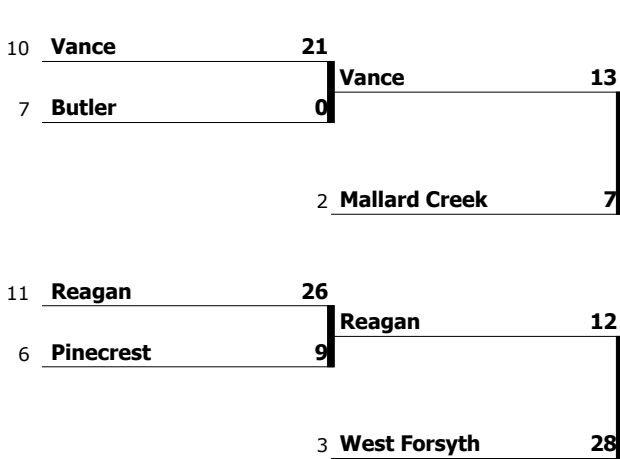 10 Vance 21
Vance 13
7 Butler 0
2 Mallard Creek 7
11 Reagan 26
Reagan 12
6 Pinecrest 9
3 West Forsyth 28